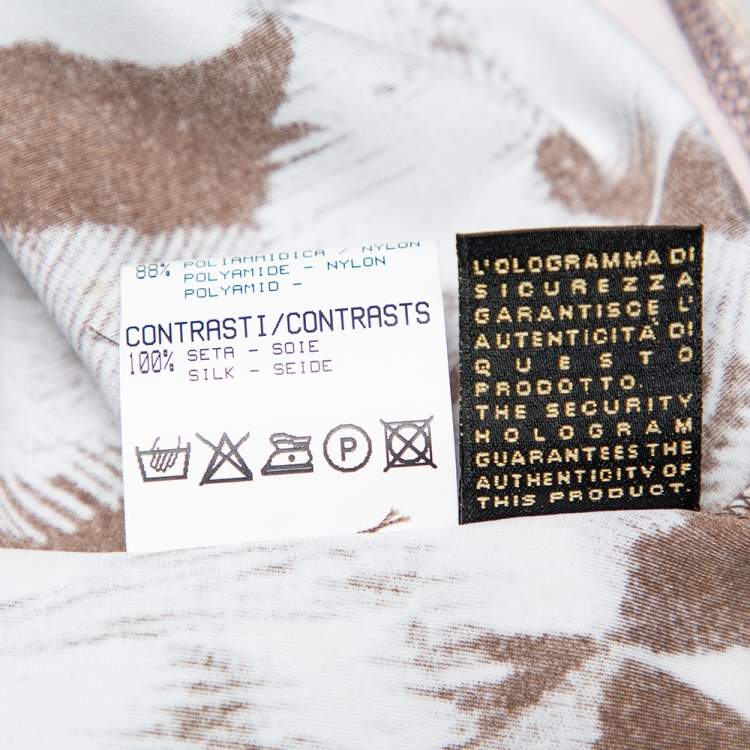 88% POLIAMMIDICA / NYLON
POLYAMIDE - NYLON
POLYAMID -
CONTRASTI/CONTRASTS
100% SETA - SOIE
SILK - SEIDE
P
L'OLOGRAMMA DI
SICUREZZA
GARANTISCE L'
AUTENTICITÀ DI
QUESTO
PRODOTTO.
THE SECURITY
HOLOGRAM
GUARANTEES THE
AUTHENTICITY OF
THIS PRODUCT.